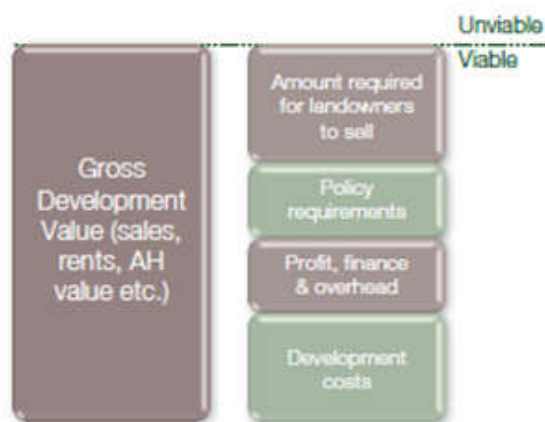 Unviable
Viable
Gross
Development
Value (sales,
rents, AH
value etc.)
Amount required
for landowners
to sell
Policy
requirements
Profit, finance
& overhead
Development
costs